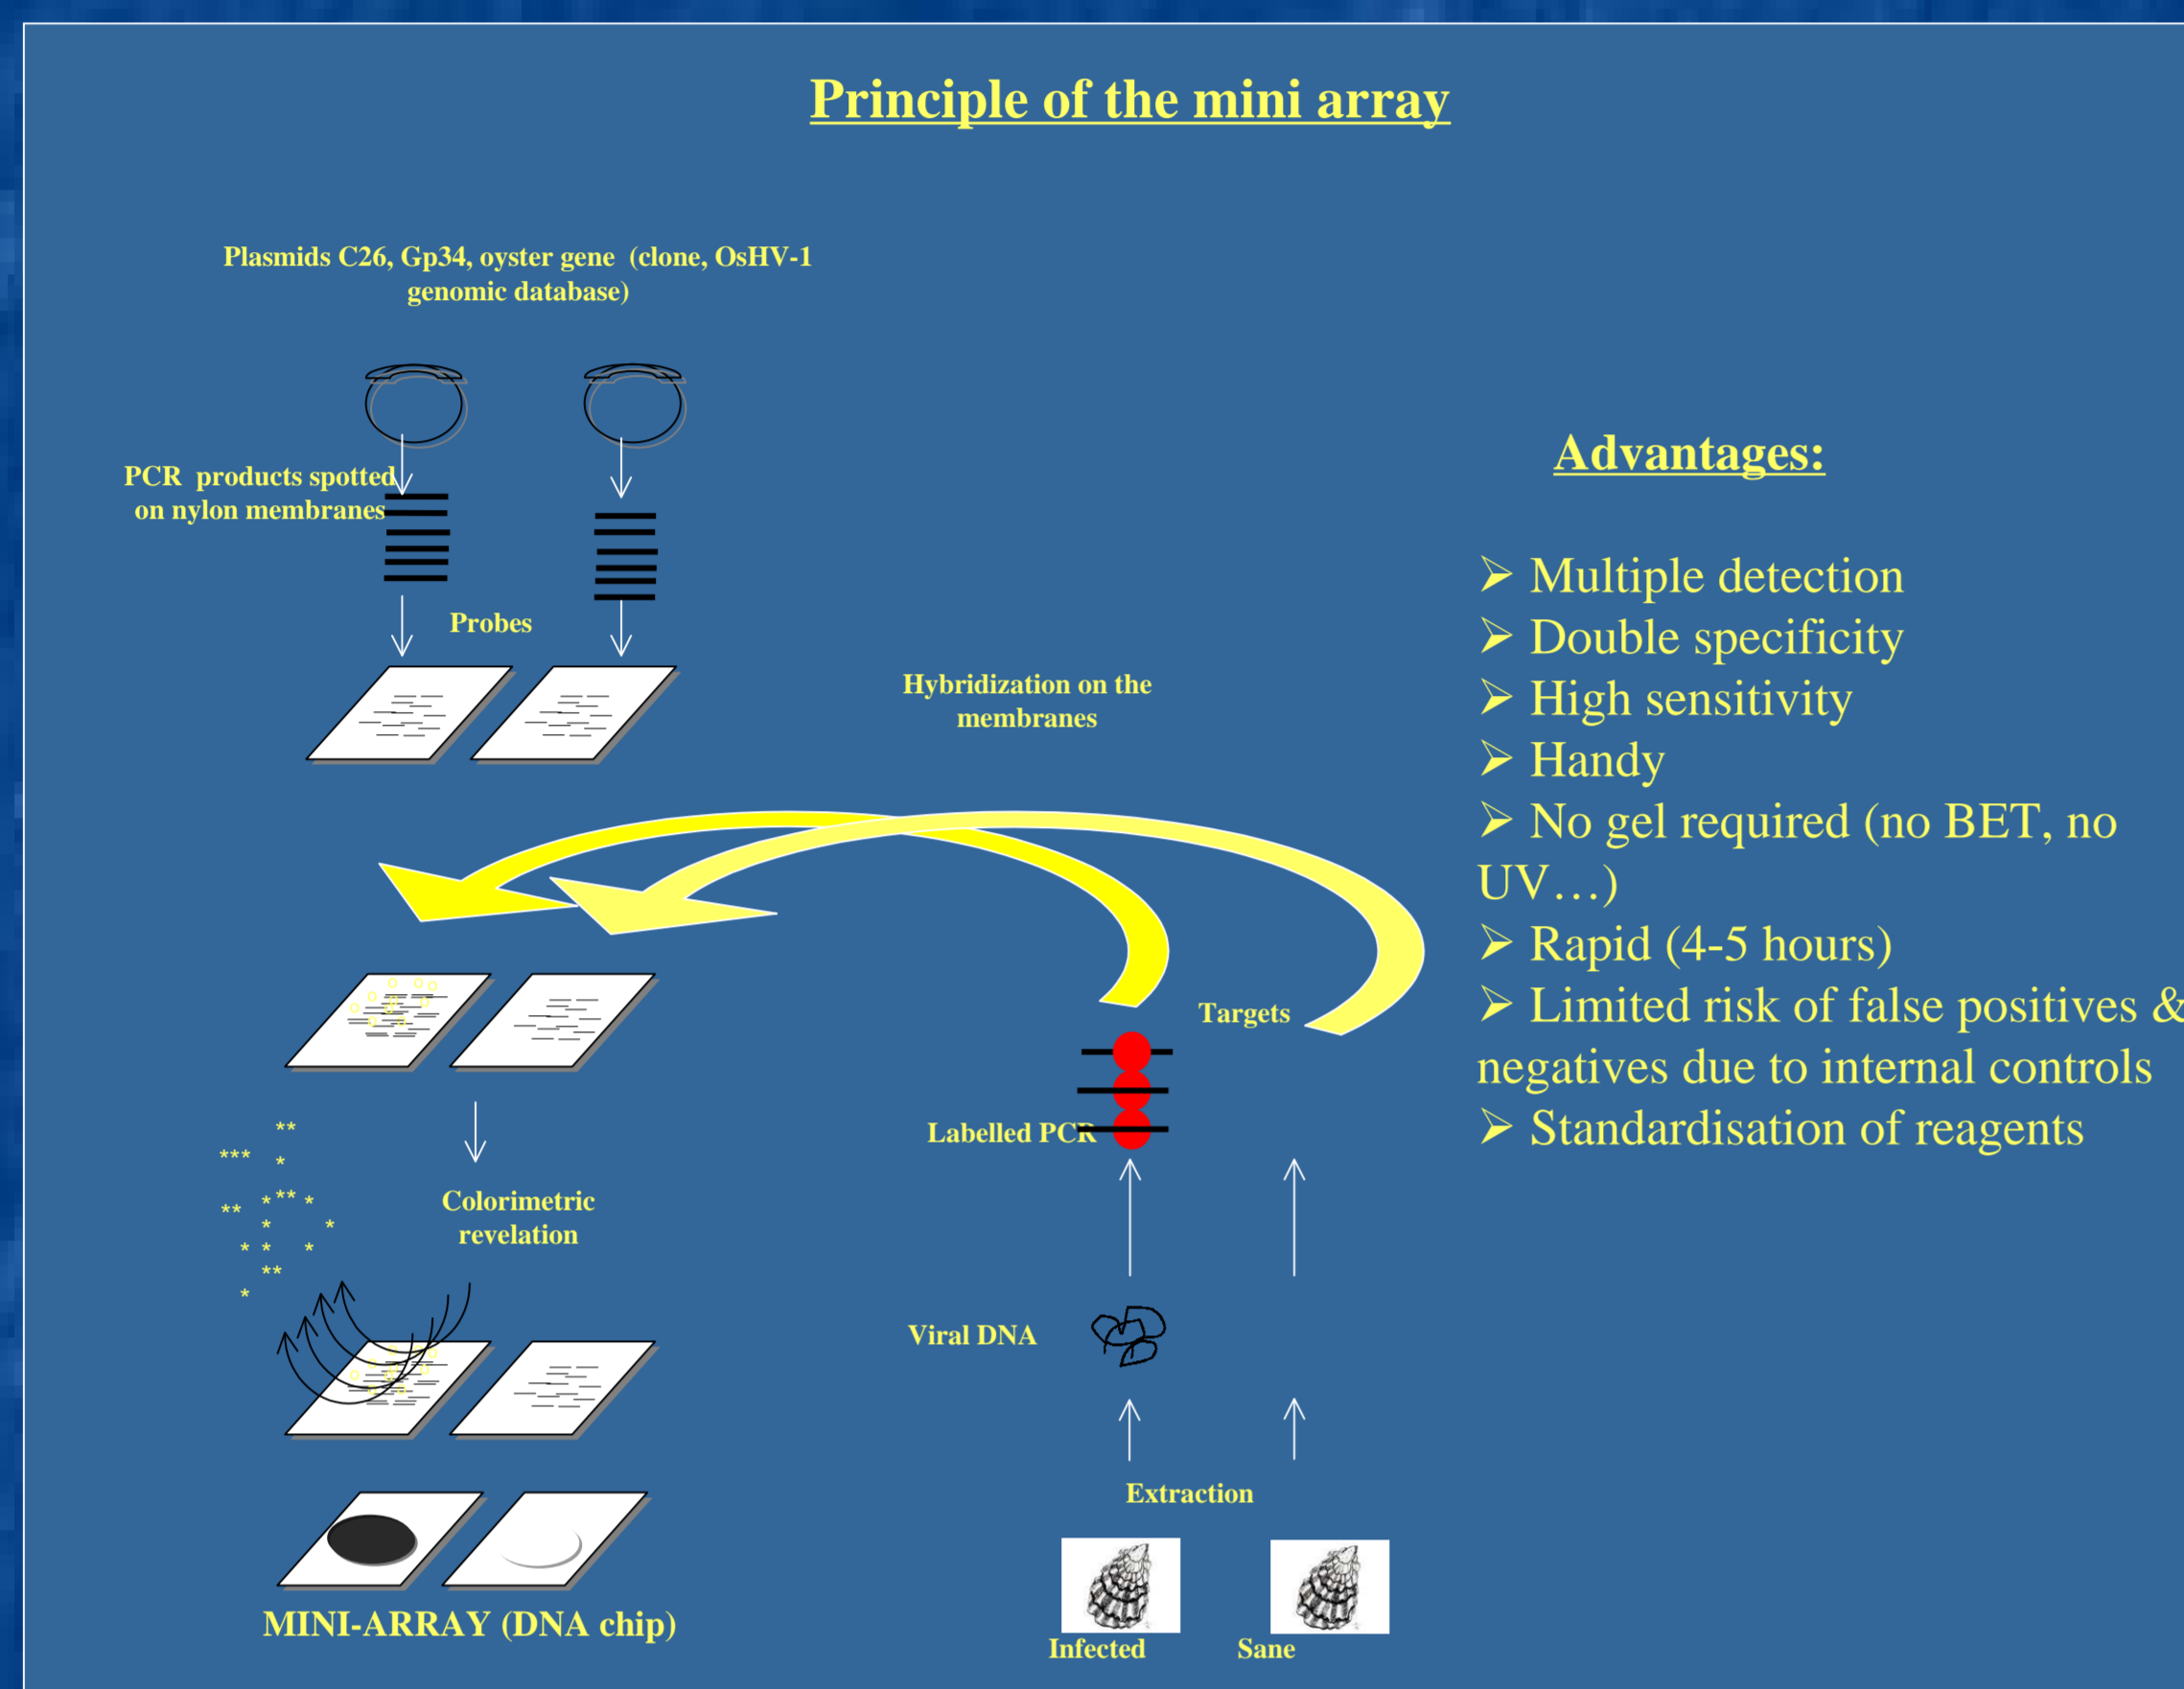 Principle of the mini array
Plasmids C26, Gp34, oyster gene (clone, OsHV-1
genomic database)
PCR products spotted
on nylon membranes
Probes
Hybridization on the
membranes
Targets
Labelled PCR
**
***
*
**
*
*
**
*
*
*
*
*
*
**
*
Colorimetric
revelation
Viral DNA
Extraction
Infected
Sane
MINI-ARRAY (DNA chip)
Advantages:
➢ Multiple detection
➢ Double specificity
➢ High sensitivity
➢ Handy
➢ No gel required (no BET, no
UV…)
➢ Rapid (4-5 hours)
➢ Limited risk of false positives &
negatives due to internal controls
➢ Standardisation of reagents